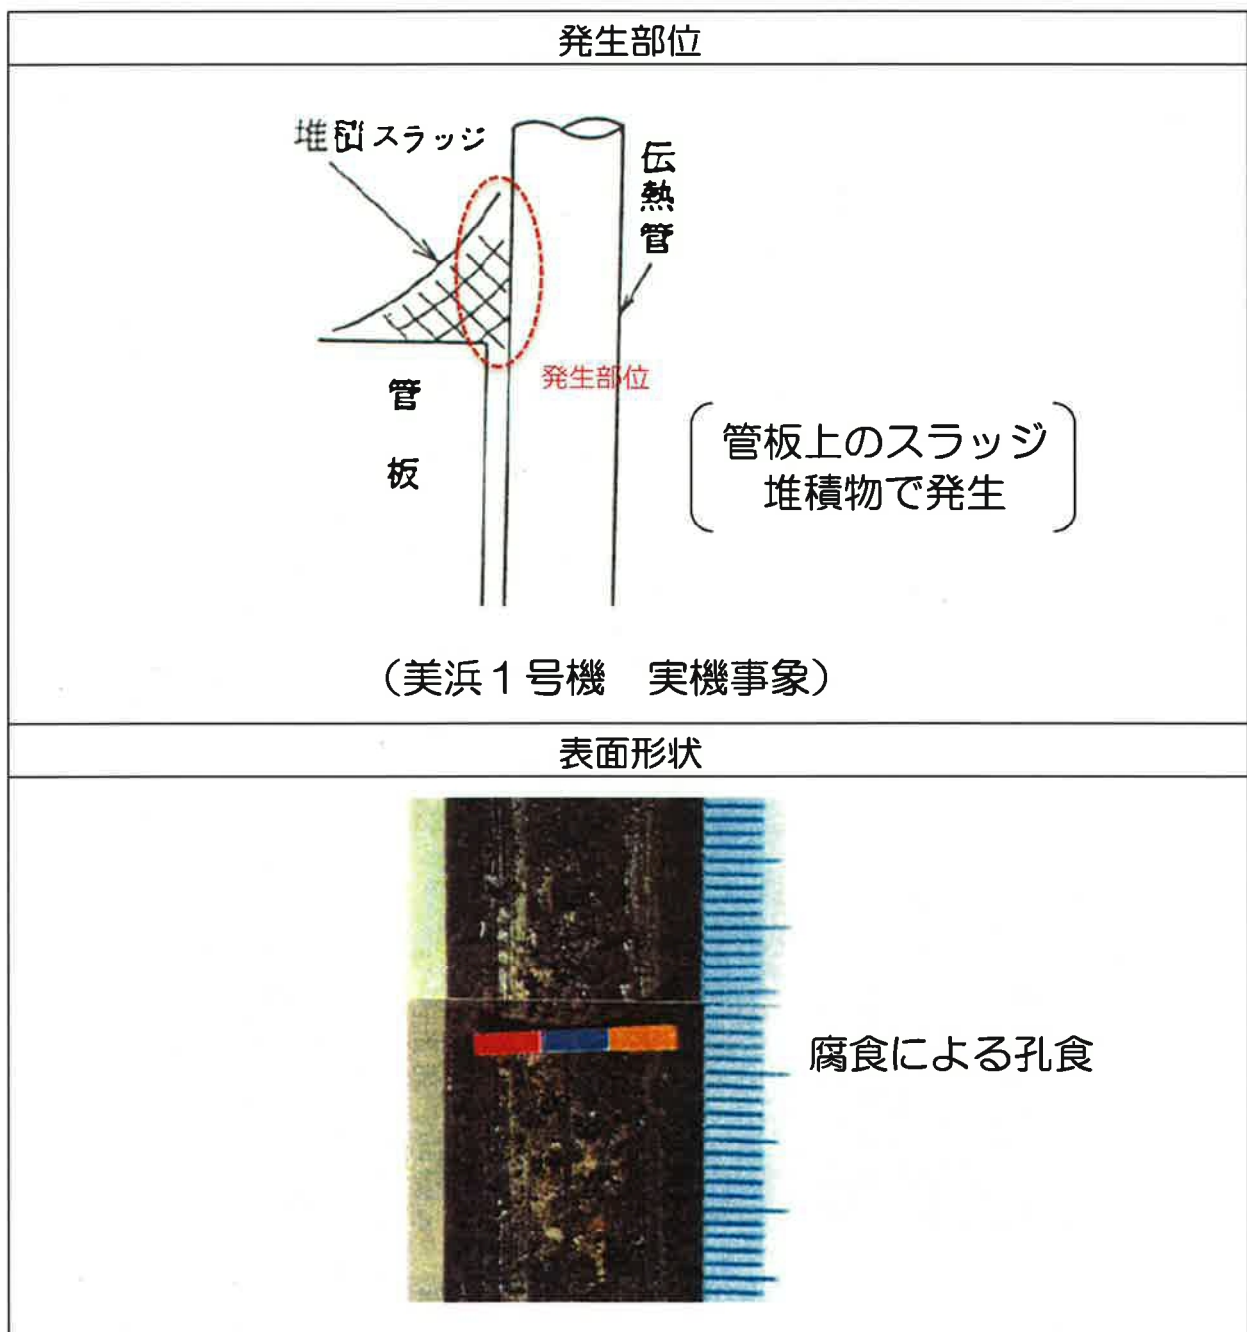 発生部位
堆積スラッジ
伝熱管
発生部位
管板
管板上のスラッジ
堆積物で発生
(美浜1号機 実機事象)
表面形状
腐食による孔食